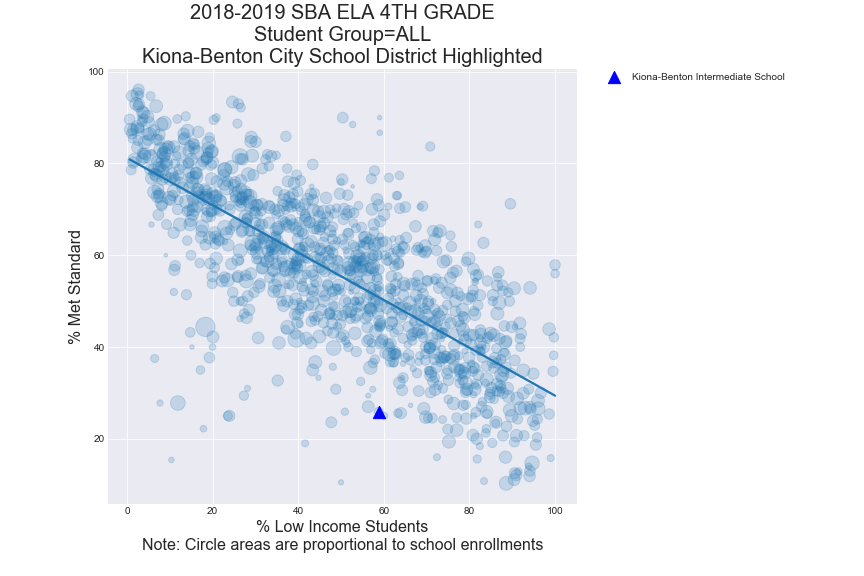 2018-2019 SBA ELA 4TH GRADE
Student Group=ALL
Kiona-Benton City School District Highlighted
Kiona-Benton Intermediate School
100
80
60
40
20
% Met Standard
0
20
40
60
80
100
% Low Income Students
Note: Circle areas are proportional to school enrollments